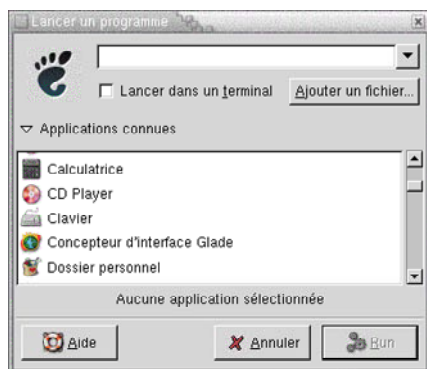 Lancer un programme
Lancer dans un terminal
Ajouter un fichier...
Applications connues
Calculatrice
CD Player
Clavier
Concepteur d'interface Glade
Dossier personnel
Aucune application sélectionnée
Aide
Annuler
Run